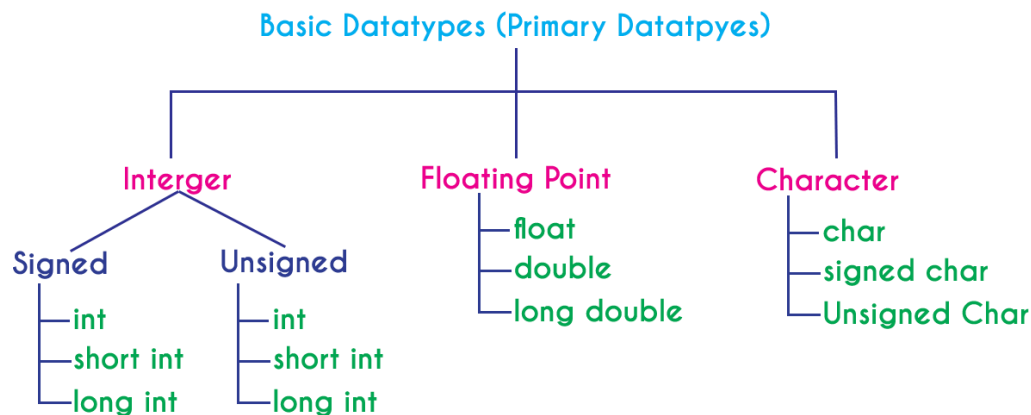 Basic Datatypes (Primary Datatpyes)
Interger
Signed
int
short int
long int
Unsigned
int
short int
long int
Floating Point
float
double
long double
Character
char
signed char
Unsigned Char